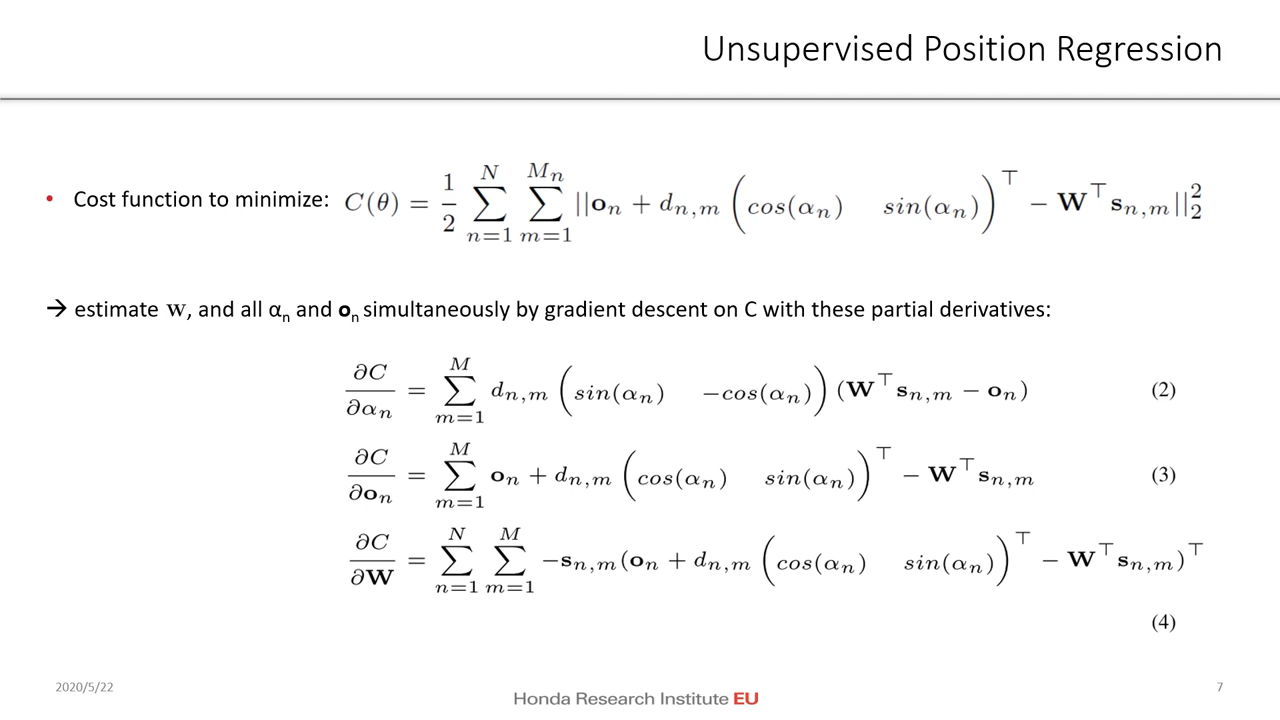 Unsupervised Position Regression
• Cost function to minimize: C(θ) = 1/2 ∑_{n=1}^{N} ∑_{m=1}^{M_n} ||o_n + d_{n,m} (cos(α_n) sin(α_n))^⊤ − W^⊤ s_{n,m}||_2^2
→ estimate W, and all α_n and o_n simultaneously by gradient descent on C with these partial derivatives:
∂C/∂α_n = ∑_{m=1}^{M} d_{n,m} (sin(α_n) −cos(α_n)) (W^⊤ s_{n,m} − o_n) (2)
∂C/∂o_n = ∑_{m=1}^{M} o_n + d_{n,m} (cos(α_n) sin(α_n))^⊤ − W^⊤ s_{n,m} (3)
∂C/∂W = ∑_{n=1}^{N} ∑_{m=1}^{M} −s_{n,m}(o_n + d_{n,m} (cos(α_n) sin(α_n))^⊤ − W^⊤ s_{n,m})^⊤
(4)
2020/5/22
Honda Research Institute EU
7